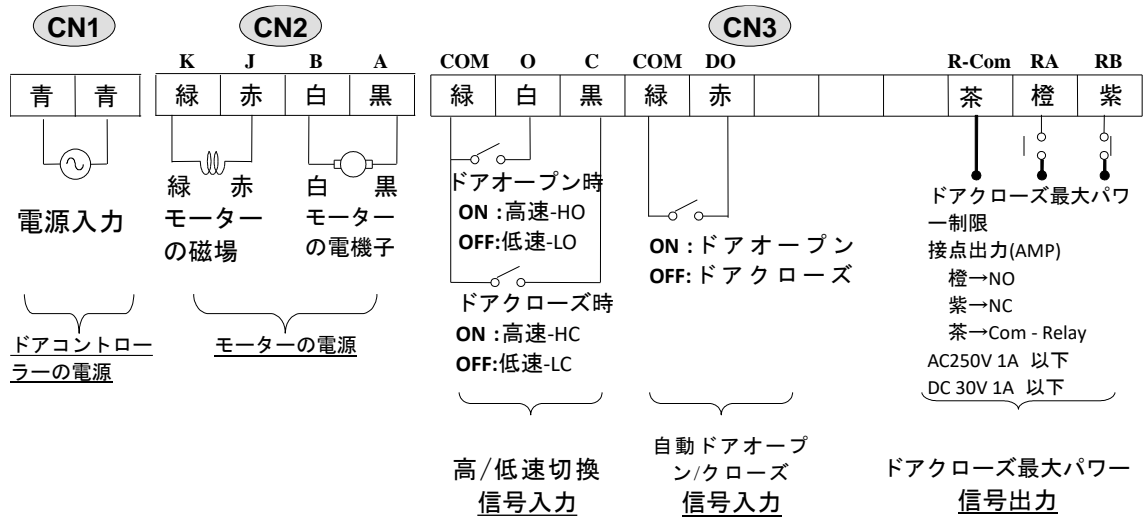 CN1
CN2
CN3
K J B A
COM O C COM DO
R-Com RA RB
青 青
緑 赤 白 黒
緑 白 黒 緑 赤
茶 橙 紫
緑 赤
白 黒
電源入力
モーター
の磁場
モーター
の電機子
ドアオープン時
ON :高速-HO
OFF:低速-LO
ドアクローズ時
ON :高速-HC
OFF:低速-LC
ON :ドアオープン
OFF:ドアクローズ
ドアクローズ最大パワ
ー制限
接点出力(AMP)
橙→NO
紫→NC
茶→Com - Relay
AC250V 1A 以下
DC 30V 1A 以下
ドアコントロー
ラーの電源
モーターの電源
高/低速切換
信号入力
自動ドアオープ
ン/クローズ
信号入力
ドアクローズ最大パワー
信号出力